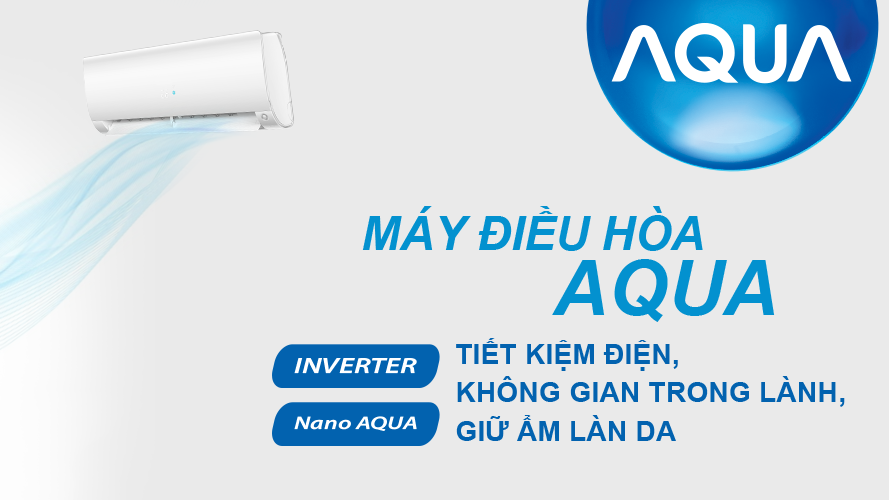 AQUA
MÁY ĐIỀU HÒA
AQUA
INVERTER
Nano AQUA
TIẾT KIỆM ĐIỆN,
KHÔNG GIAN TRONG LÀNH,
GIỮ ẨM LÀN DA